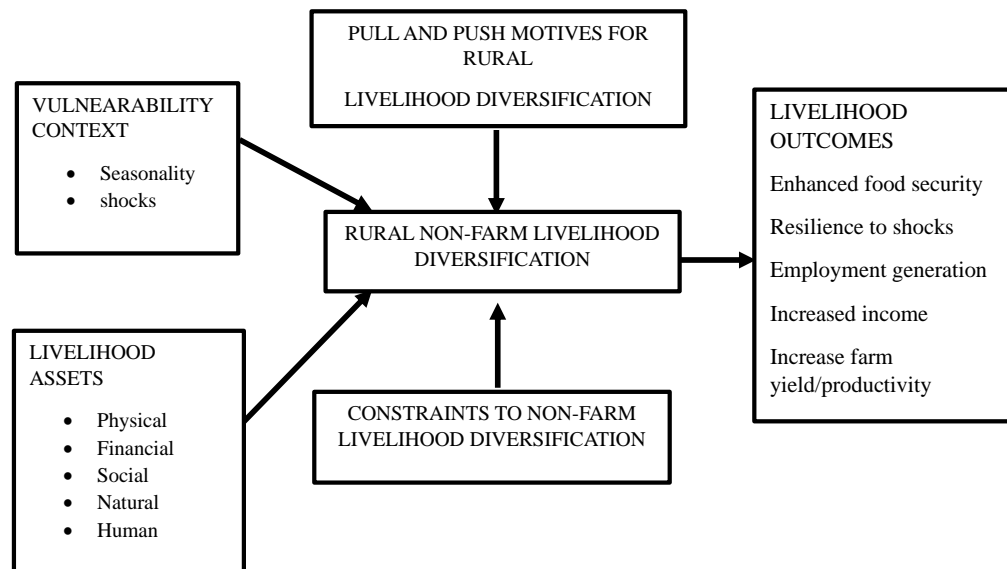 PULL AND PUSH MOTIVES FOR
RURAL
LIVELIHOOD DIVERSIFICATION
VULNEARABILITY
CONTEXT
• Seasonality
• shocks
LIVELIHOOD
OUTCOMES
Enhanced food security
Resilience to shocks
Employment generation
Increased income
Increase farm
yield/productivity
RURAL NON-FARM LIVELIHOOD
DIVERSIFICATION
LIVELIHOOD
ASSETS
• Physical
• Financial
• Social
• Natural
• Human
CONSTRAINTS TO NON-FARM
LIVELIHOOD DIVERSIFICATION